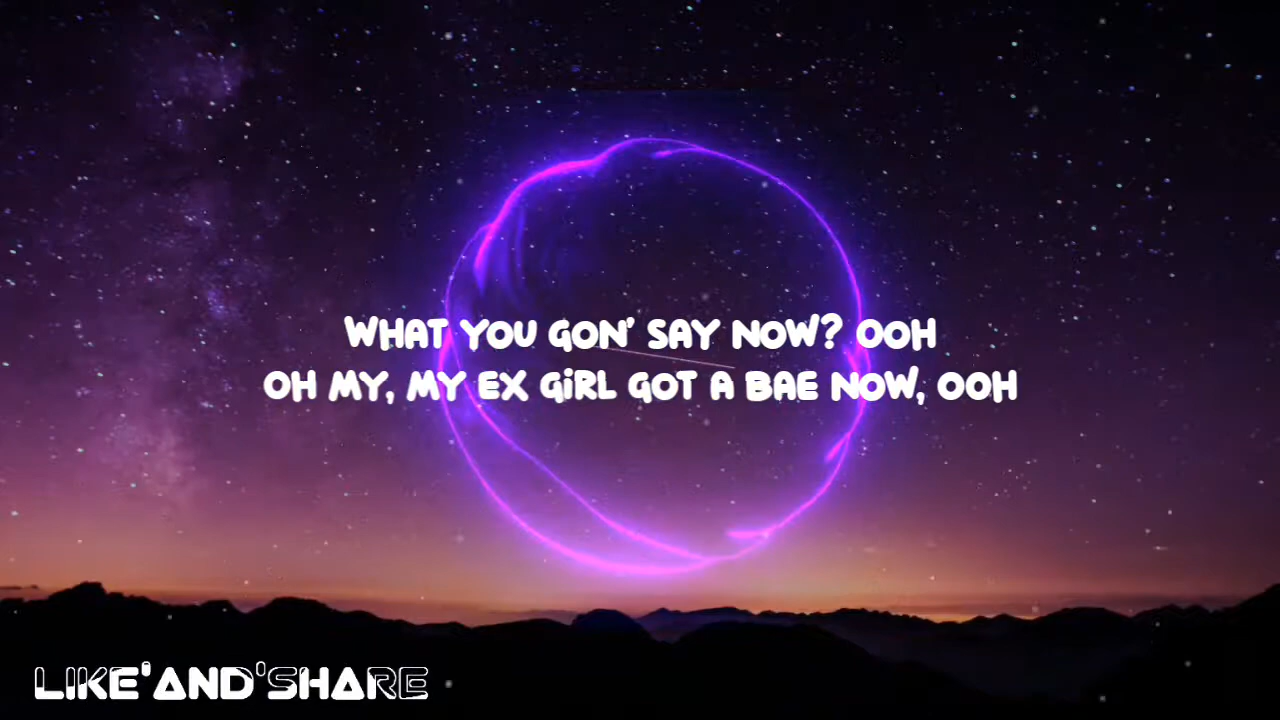 WHAT YOU GON' SAY NOW? OOH
OH MY, MY EX GiRL GOT A BAE NOW, OOH
LIKE'AND'SHARE